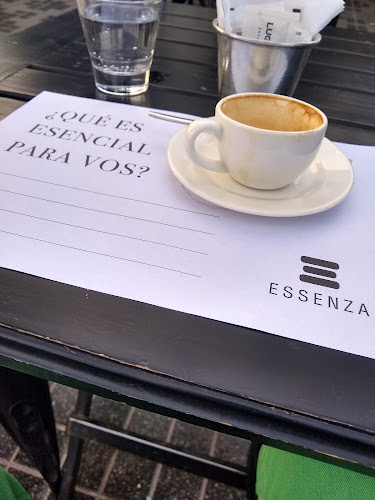 ¿QUÉ ES
ESENCIAL
PARA VOS?
ESSENZA